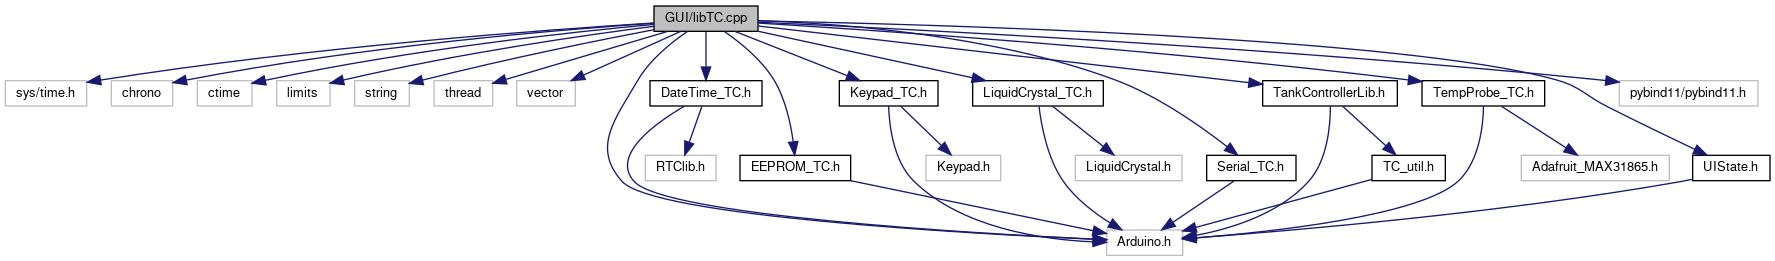 GUI/libTC.cpp
sys/time.h
chrono
ctime
limits
string
thread
vector
DateTime_TC.h
Keypad_TC.h
LiquidCrystal_TC.h
TankControllerLib.h
TempProbe_TC.h
pybind11/pybind11.h
RTClib.h
EEPROM_TC.h
Keypad.h
LiquidCrystal.h
Serial_TC.h
TC_util.h
Adafruit_MAX31865.h
UIState.h
Arduino.h